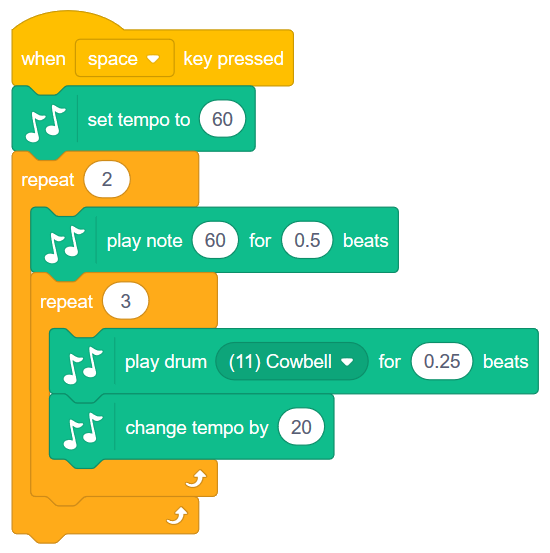 when space key pressed
set tempo to 60
repeat 2
play note 60 for 0.5 beats
repeat 3
play drum (11) Cowbell for 0.25 beats
change tempo by 20